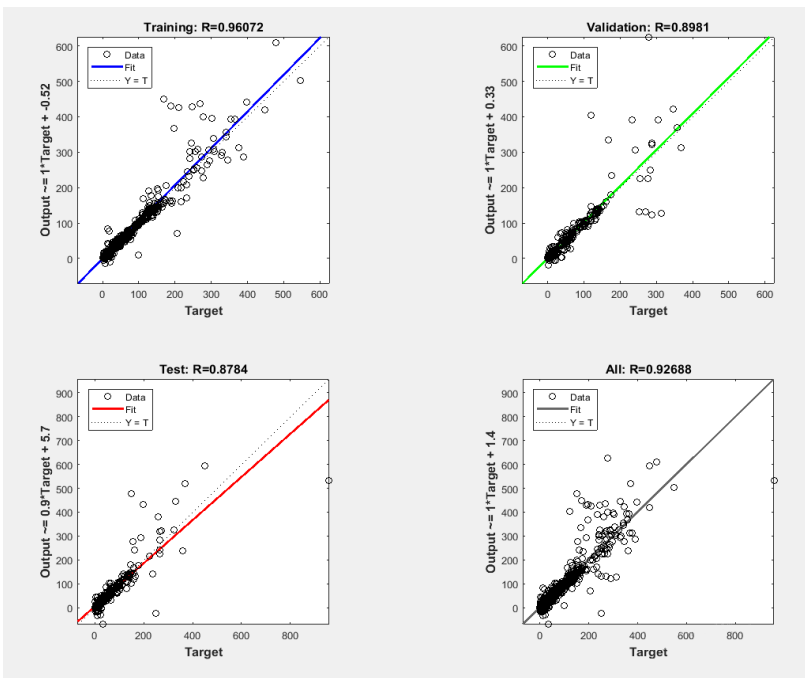 Training: R=0.96072
Data
Fit
Y = T
Output ~= 1*Target + -0.52
600
500
400
300
200
100
0
0 100 200 300 400 500 600
Target
Validation: R=0.8981
Data
Fit
Y = T
Output ~= 1*Target + 0.33
600
500
400
300
200
100
0
0 100 200 300 400 500 600
Target
Test: R=0.8784
Data
Fit
Y = T
Output ~= 0.9*Target + 5.7
900
800
700
600
500
400
300
200
100
0
0 200 400 600 800
Target
All: R=0.92688
Data
Fit
Y = T
Output ~= 1*Target + 1.4
900
800
700
600
500
400
300
200
100
0
0 200 400 600 800
Target